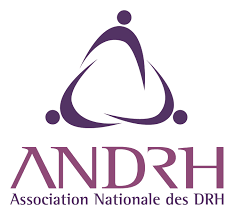 ANDRH
Association Nationale des DRH